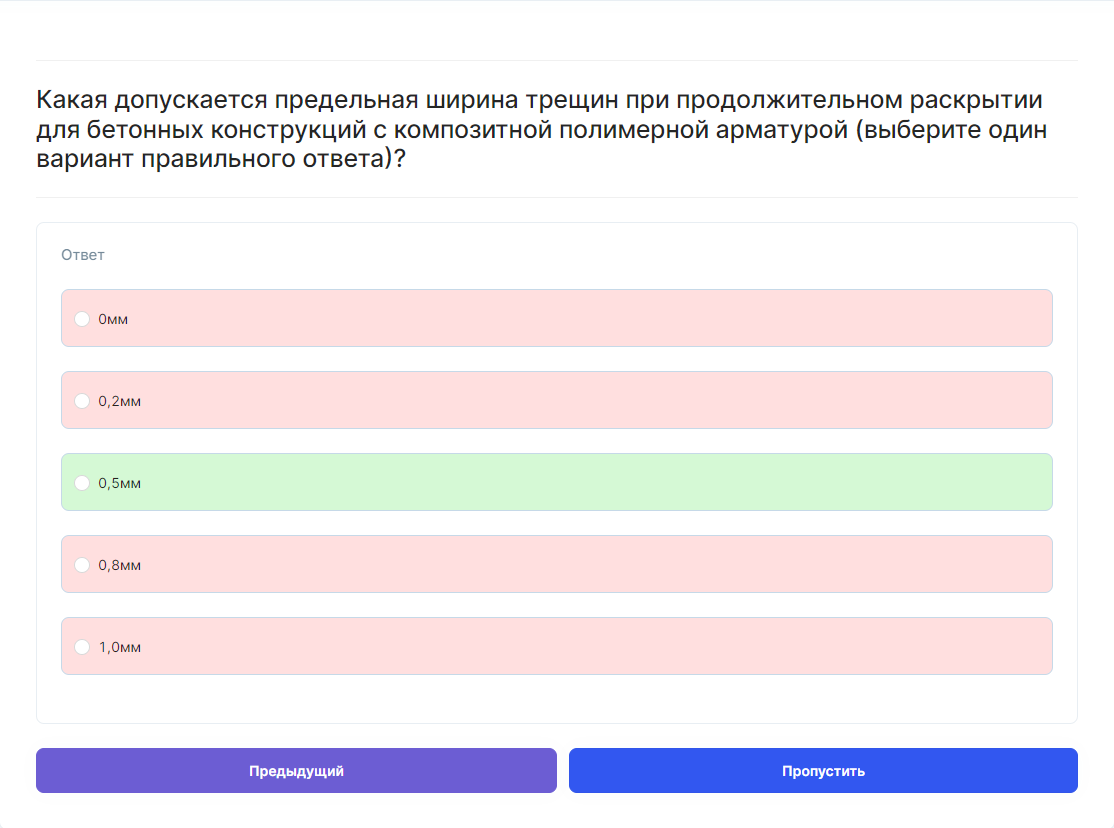 Какая допускается предельная ширина трещин при продолжительном раскрытии
для бетонных конструкций с композитной полимерной арматурой (выберите один
вариант правильного ответа)?
Ответ
0мм
0,2мм
0,5мм
0,8мм
1,0мм
Предыдущий
Пропустить